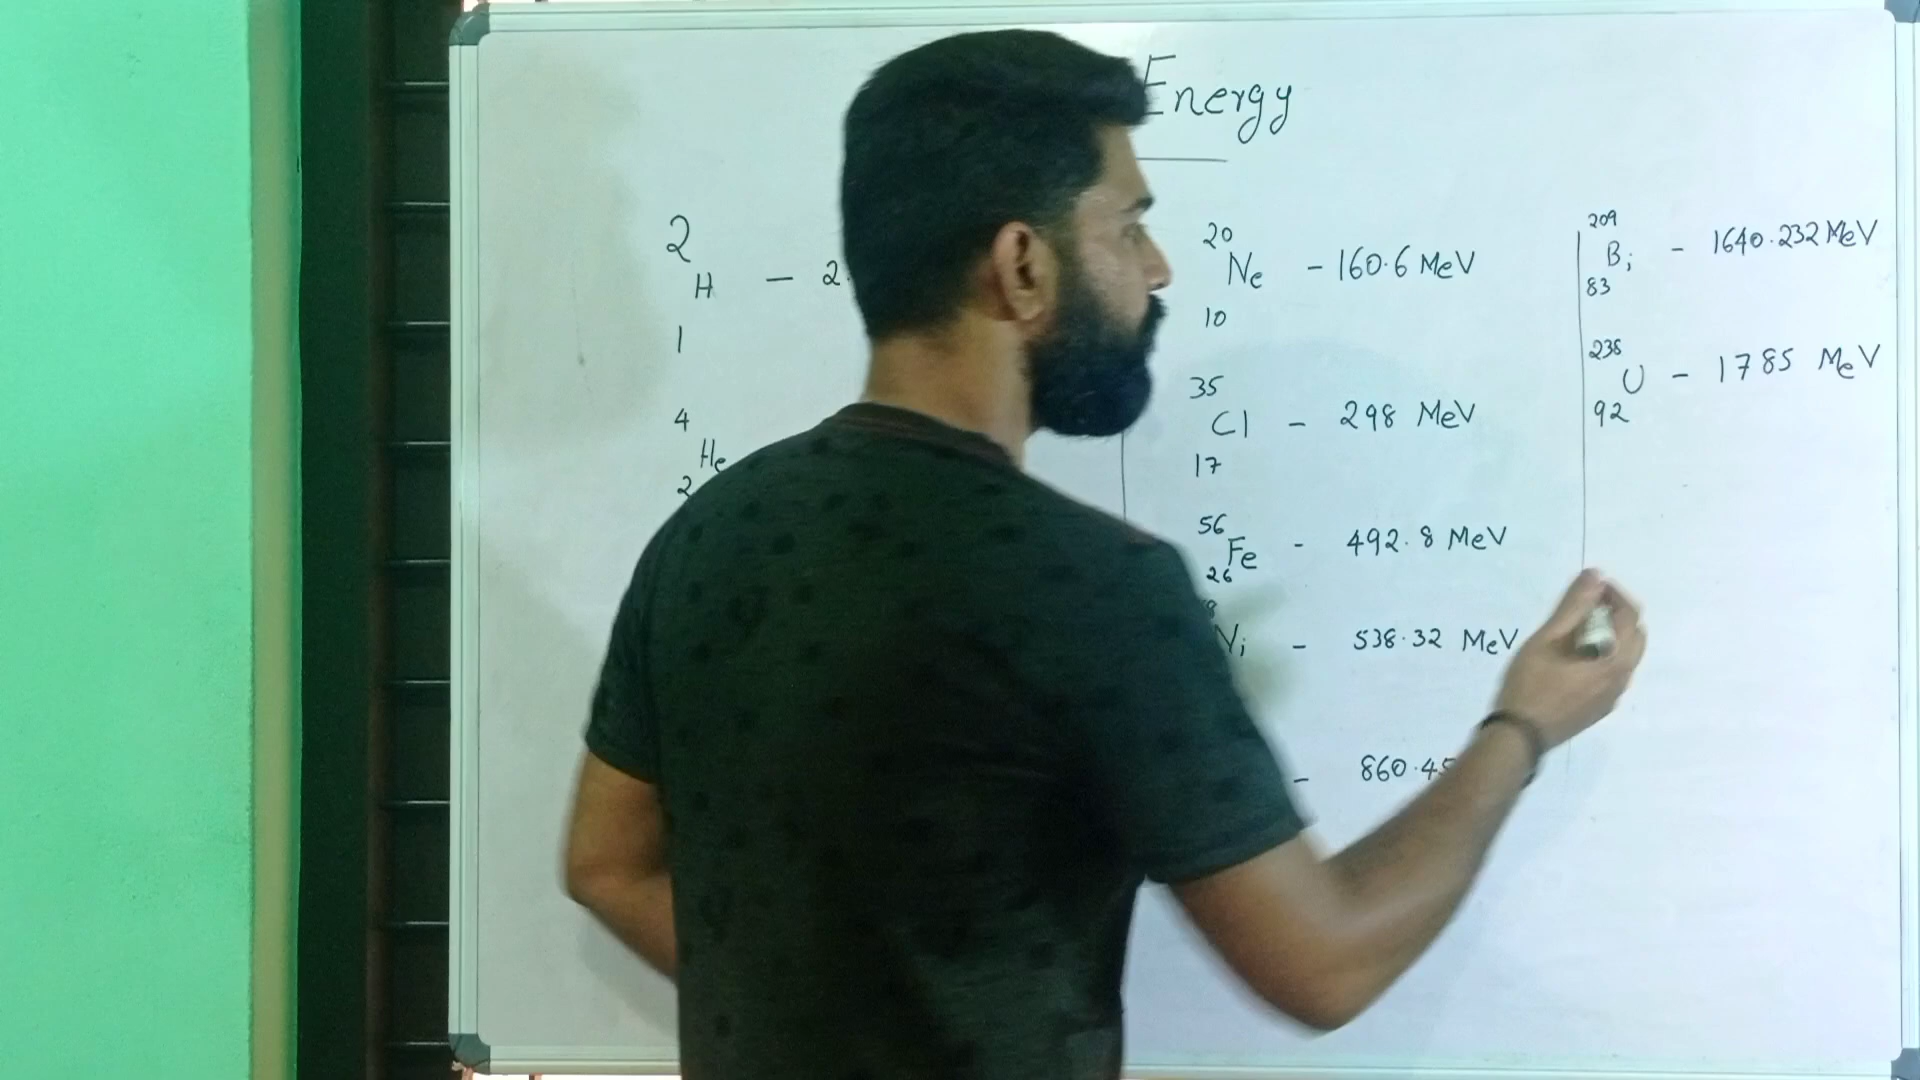 Energy
2
H - 2.
1
4
He
2
20
Ne - 160.6 MeV
10
35
Cl - 298 MeV
17
56
Fe - 492.8 MeV
26
8
Ni - 538.32 MeV
- 860.45
209
Bi - 1640.232 MeV
83
238
U - 1785 MeV
92